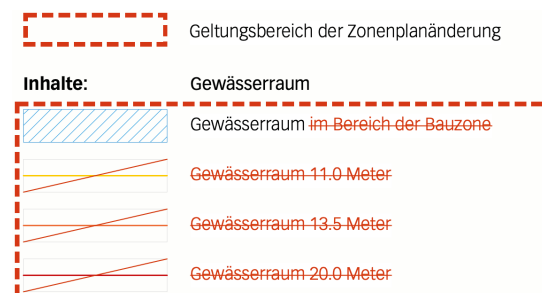 Geltungsbereich der Zonenplanänderung
Inhalte: Gewässerraum
Gewässerraum im Bereich der Bauzone
Gewässerraum 11.0 Meter
Gewässerraum 13.5 Meter
Gewässerraum 20.0 Meter